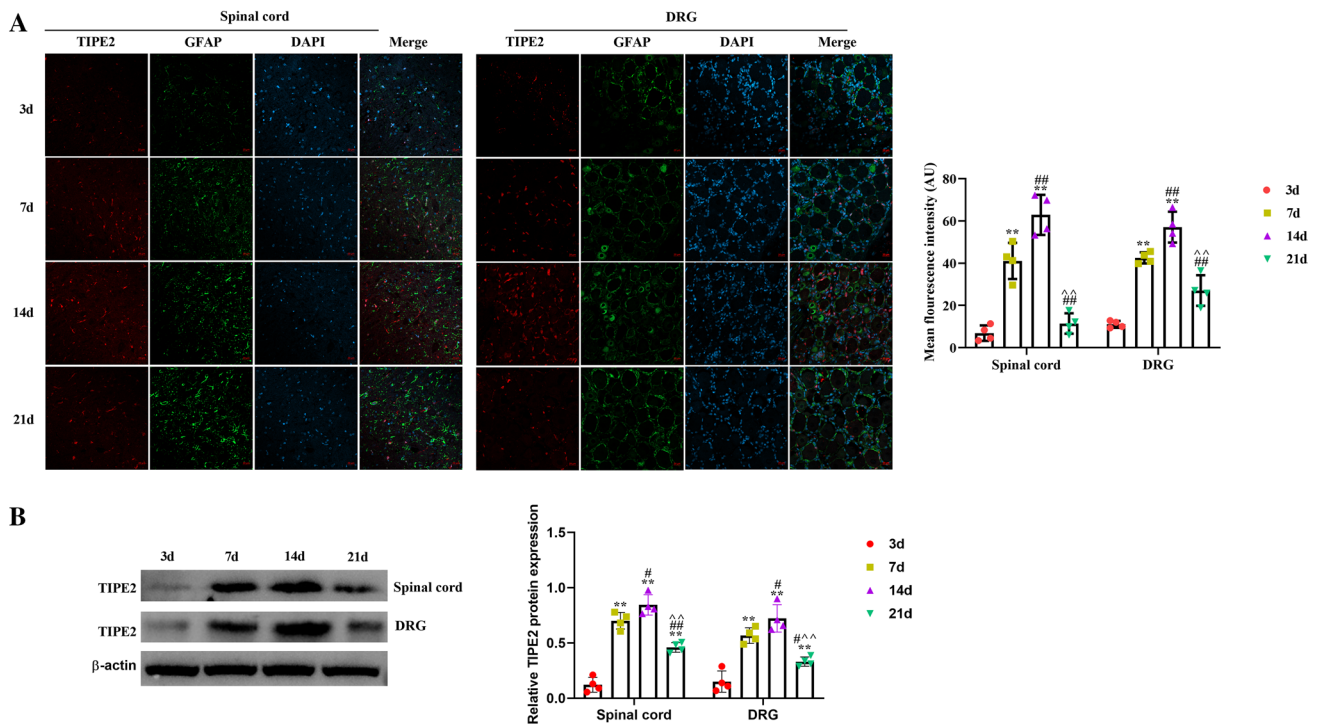 A
Spinal cord
DRG
TIPE2 GFAP DAPI Merge
TIPE2 GFAP DAPI Merge
3d
7d
14d
21d
Mean flourescence intensity (AU)
80
60
40
20
0
** ## ** ^^ ##
** ## ** ^^ ##
Spinal cord DRG
3d
7d
14d
21d
B
3d 7d 14d 21d
TIPE2 Spinal cord
TIPE2 DRG
β-actin
Relative TIPE2 protein expression
1.5
1.0
0.5
0.0
** # ** ^^ ## **
** # ** #^^ **
Spinal cord DRG
3d
7d
14d
21d